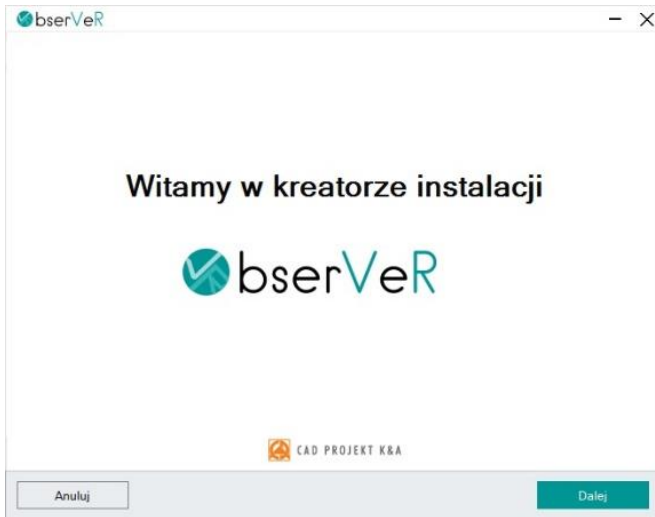 ObserVeR
Witamy w kreatorze instalacji
ObserVeR
CAD PROJEKT K&A
Anuluj
Dalej